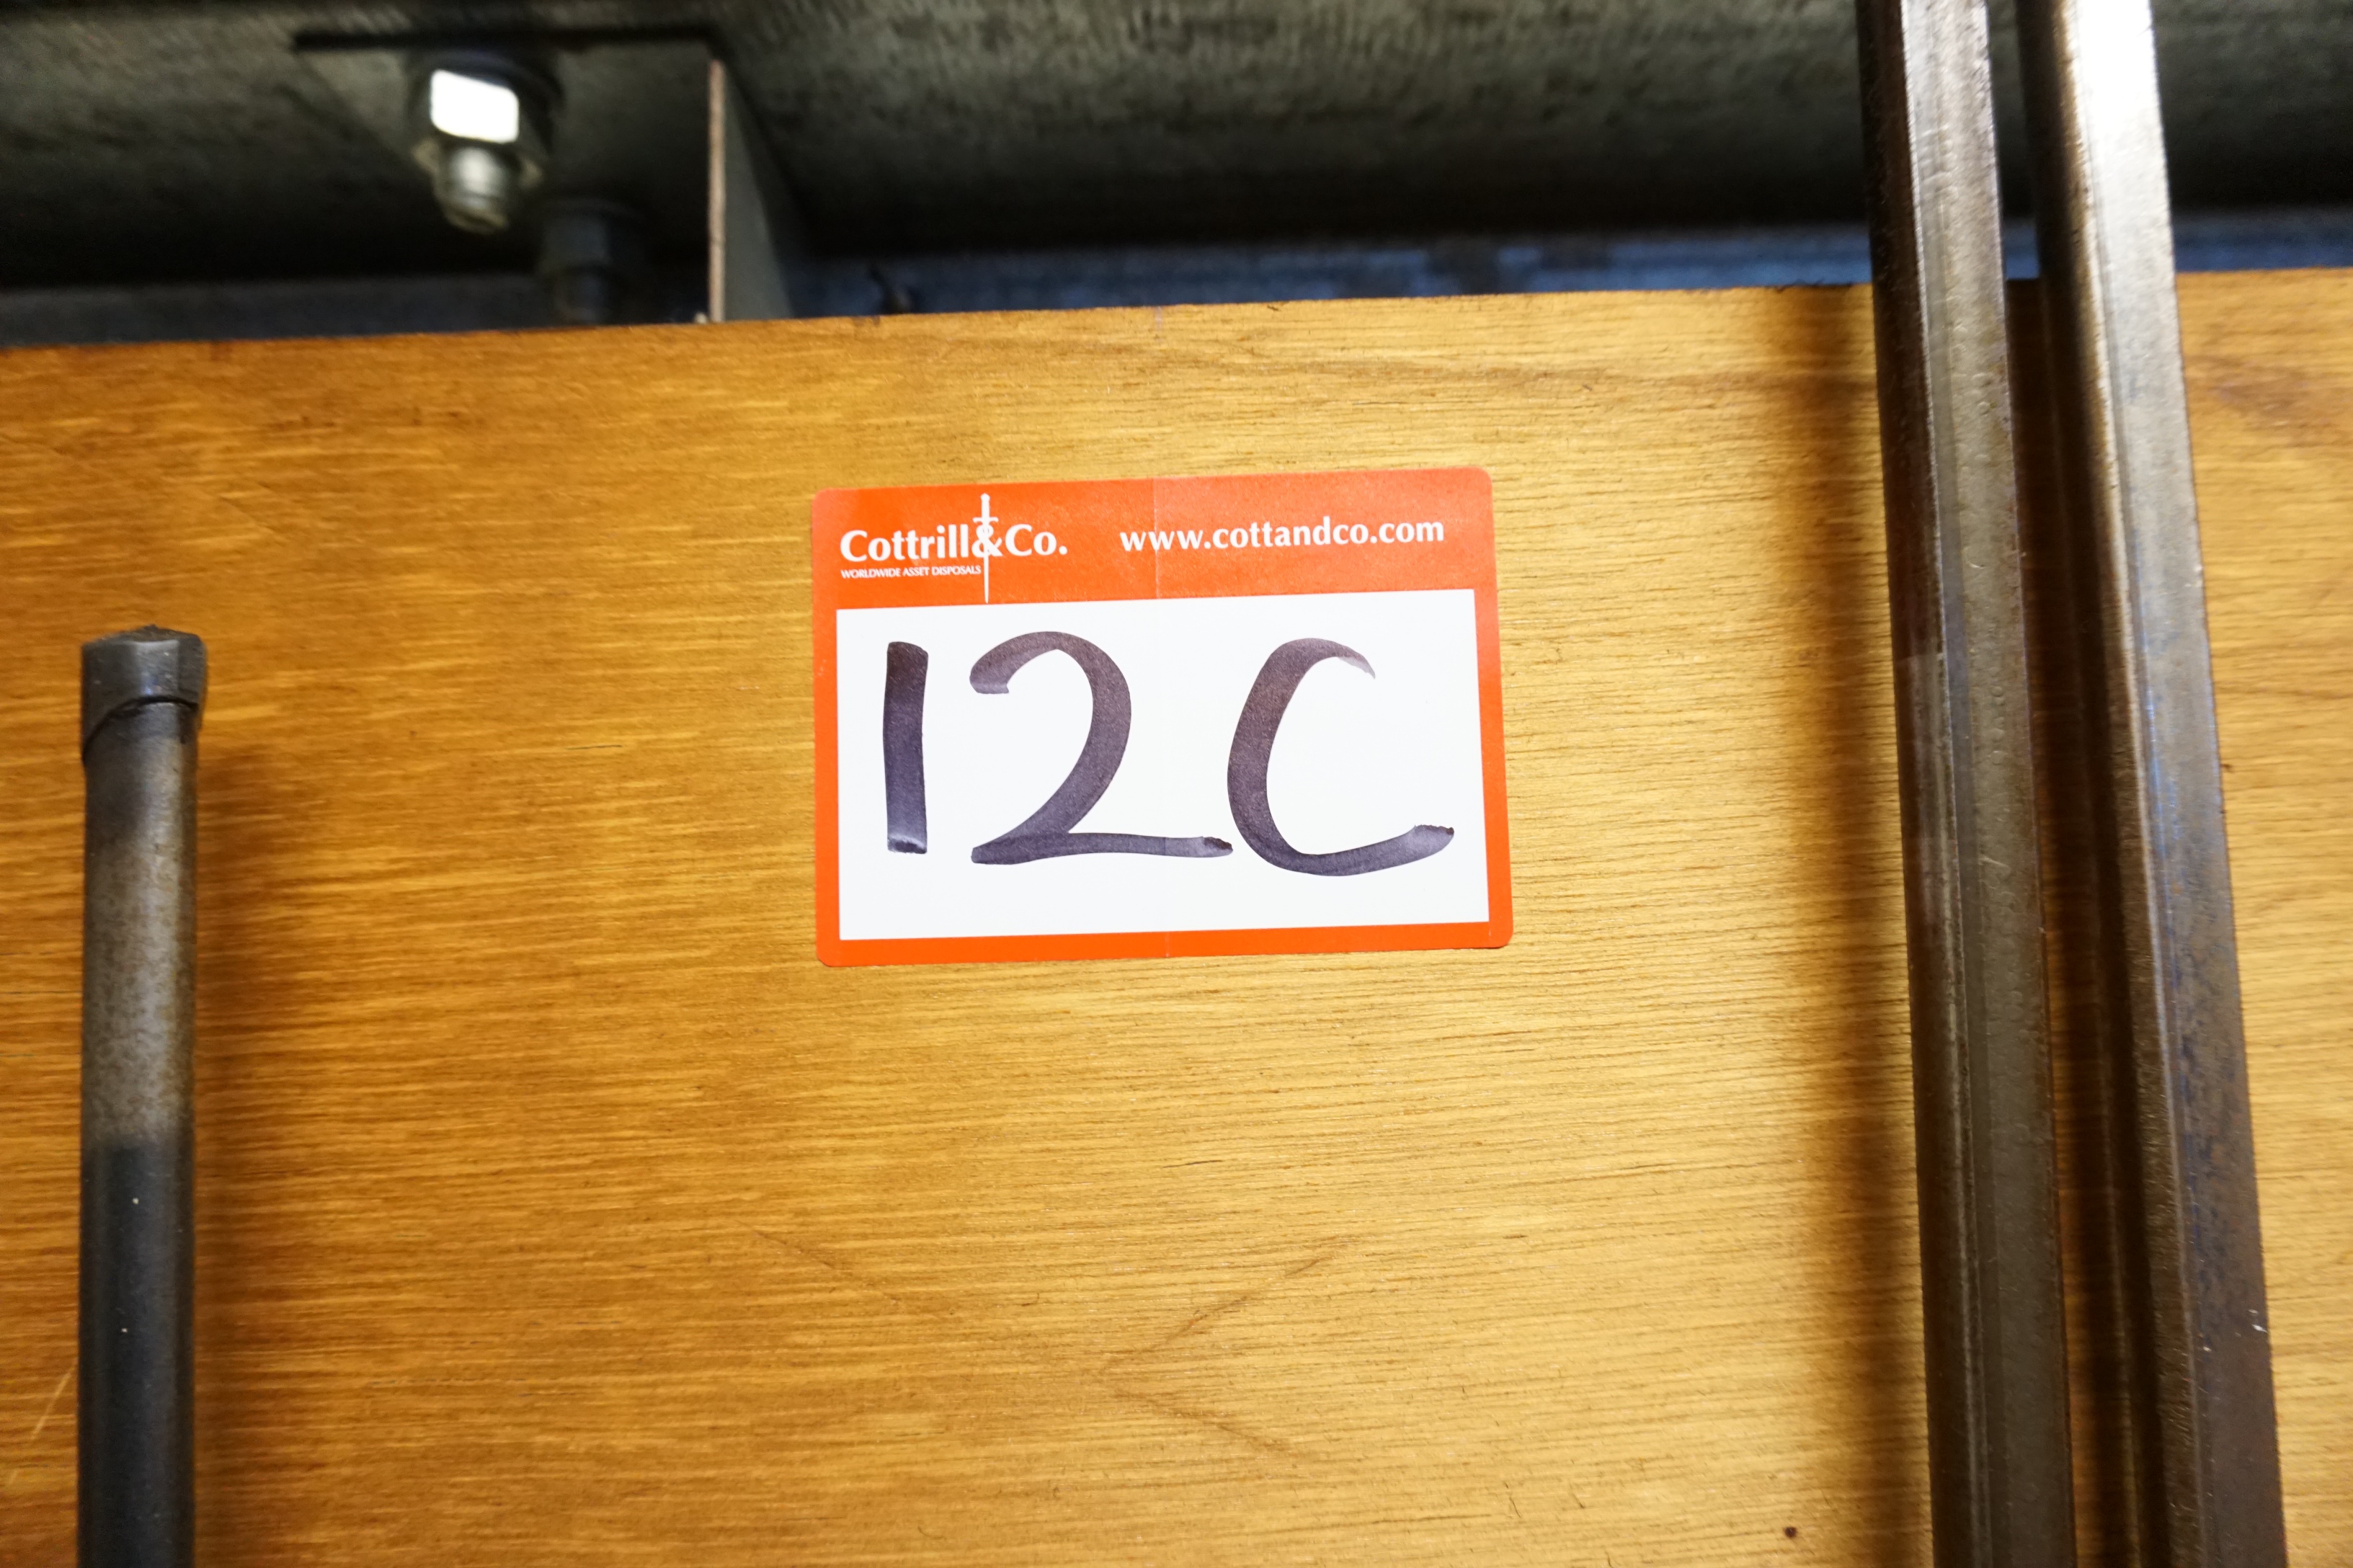 Cottrill&Co. www.cottandco.com
WORLDWIDE ASSET DISPOSALS
12C